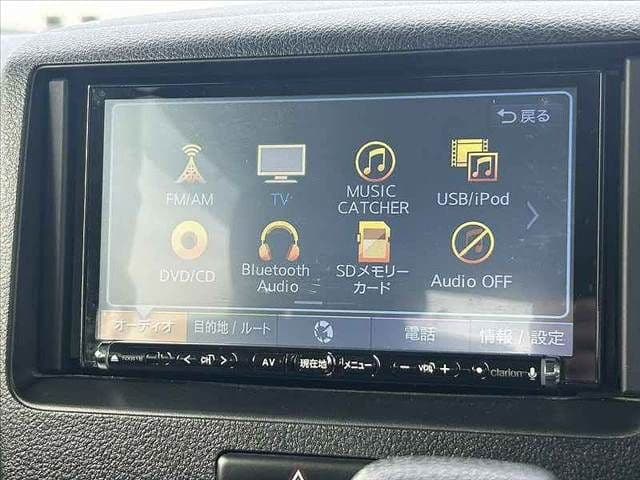 戻る
FM/AM
TV
MUSIC
CATCHER
USB/iPod
DVD/CD
Bluetooth
Audio
SDメモリー
カード
Audio OFF
オーディオ
目的地 / ルート
電話
情報 / 設定
CH
AV
現在地
メニュー
− VOL +
clarion